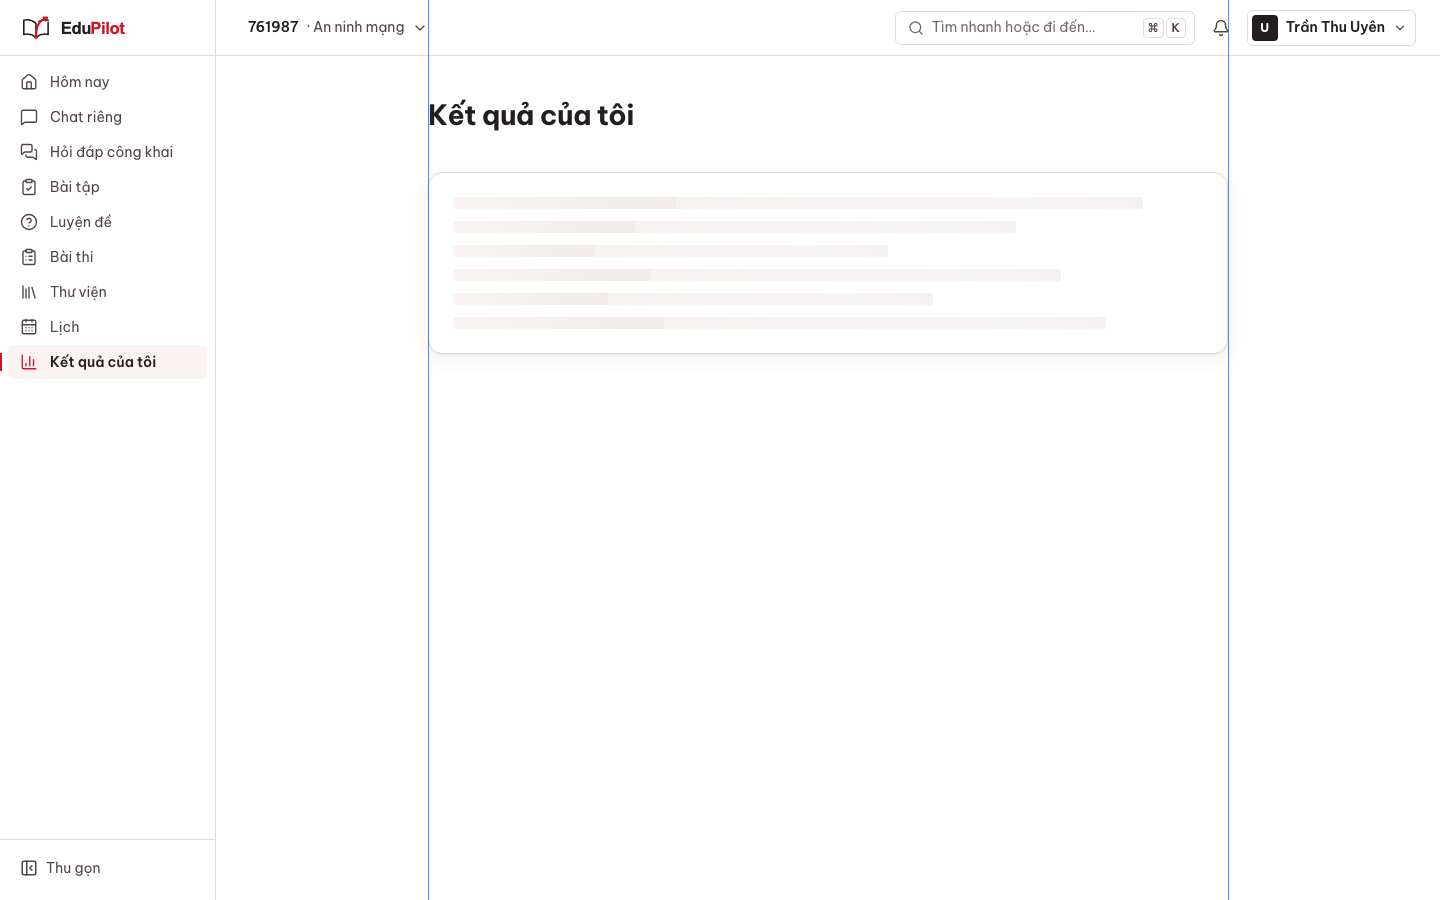 EduPilot
761987 · An ninh mạng
Tìm nhanh hoặc đi đến...
⌘ K
U
Trần Thu Uyên
Hôm nay
Chat riêng
Hỏi đáp công khai
Bài tập
Luyện đề
Bài thi
Thư viện
Lịch
Kết quả của tôi
Thu gọn
Kết quả của tôi